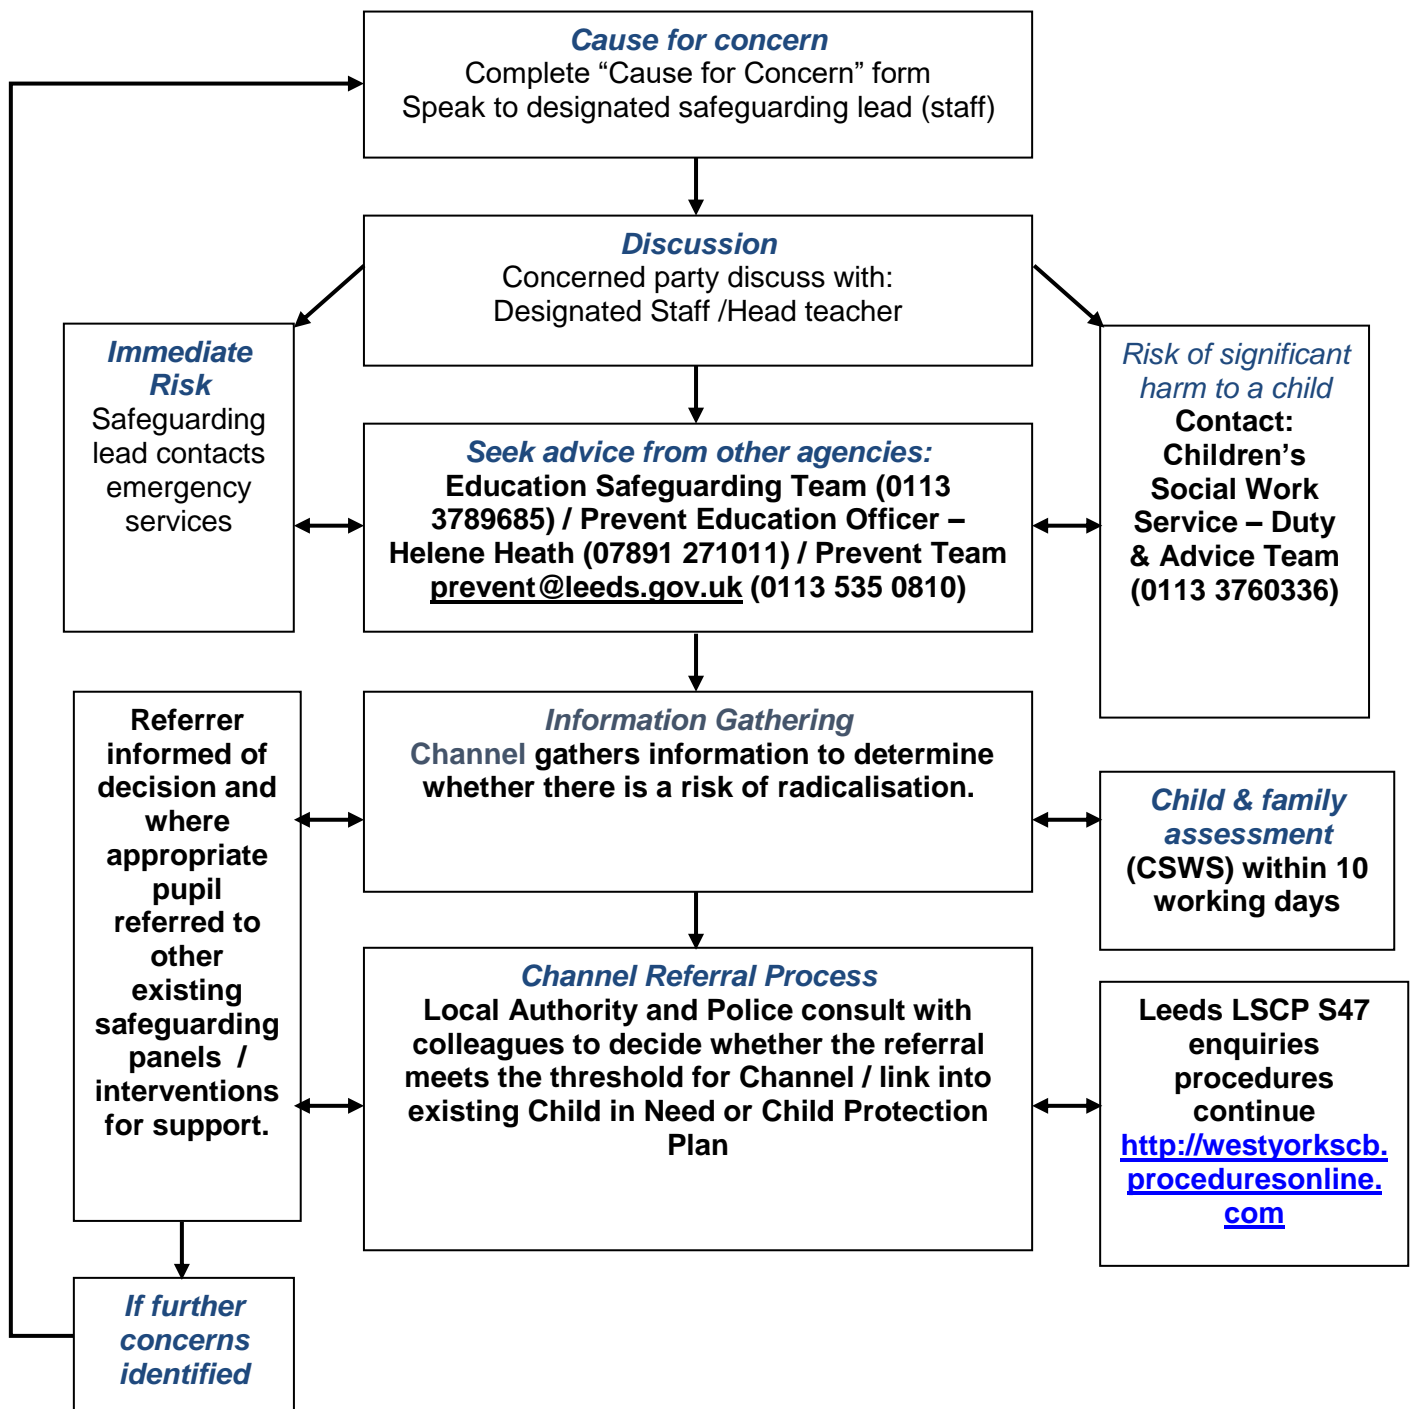 Cause for concern
Complete “Cause for Concern” form
Speak to designated safeguarding lead (staff)
Discussion
Concerned party discuss with:
Designated Staff /Head teacher
Immediate
Risk
Safeguarding
lead contacts
emergency
services
Seek advice from other agencies:
Education Safeguarding Team (0113
3789685) / Prevent Education Officer –
Helene Heath (07891 271011) / Prevent Team
prevent@leeds.gov.uk (0113 535 0810)
Risk of significant
harm to a child
Contact:
Children’s
Social Work
Service – Duty
& Advice Team
(0113 3760336)
Referrer
informed of
decision and
where
appropriate
pupil
referred to
other
existing
safeguarding
panels /
interventions
for support.
Information Gathering
Channel gathers information to determine
whether there is a risk of radicalisation.
Child & family
assessment
(CSWS) within 10
working days
Channel Referral Process
Local Authority and Police consult with
colleagues to decide whether the referral
meets the threshold for Channel / link into
existing Child in Need or Child Protection
Plan
Leeds LSCP S47
enquiries
procedures
continue
http://westyorkscb.
proceduresonline.
com
If further
concerns
identified